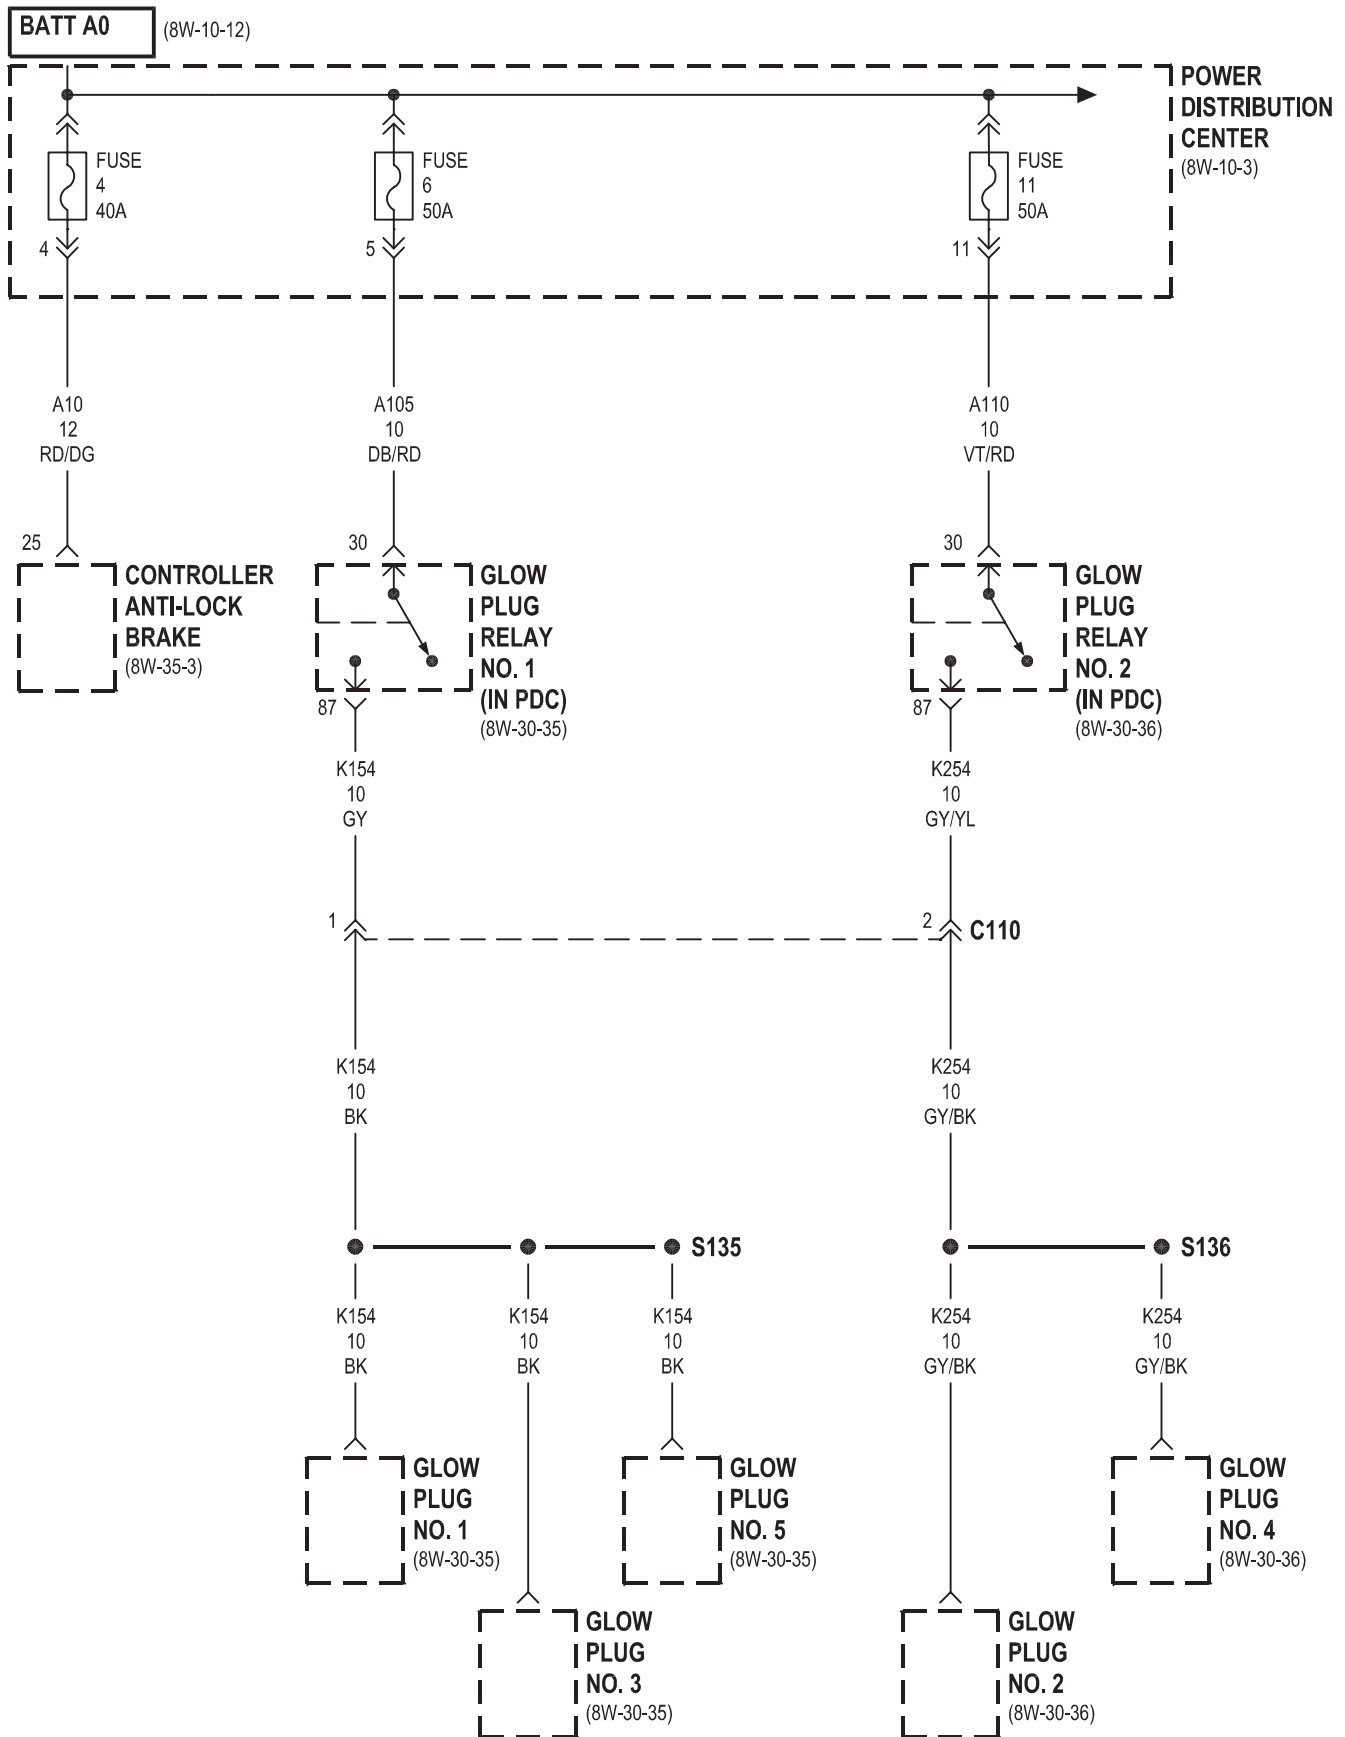 BATT A0
(8W-10-12)
POWER
DISTRIBUTION
CENTER
(8W-10-3)
FUSE
4
40A
4
FUSE
6
50A
5
FUSE
11
50A
11
A10
12
RD/DG
A105
10
DB/RD
A110
10
VT/RD
25
CONTROLLER
ANTI-LOCK
BRAKE
(8W-35-3)
30
GLOW
PLUG
RELAY
NO. 1
(IN PDC)
(8W-30-35)
87
30
GLOW
PLUG
RELAY
NO. 2
(IN PDC)
(8W-30-36)
87
K154
10
GY
K254
10
GY/YL
1
2
C110
K154
10
BK
K254
10
GY/BK
S135
S136
K154
10
BK
K154
10
BK
K154
10
BK
K254
10
GY/BK
K254
10
GY/BK
GLOW
PLUG
NO. 1
(8W-30-35)
GLOW
PLUG
NO. 5
(8W-30-35)
GLOW
PLUG
NO. 4
(8W-30-36)
GLOW
PLUG
NO. 3
(8W-30-35)
GLOW
PLUG
NO. 2
(8W-30-36)